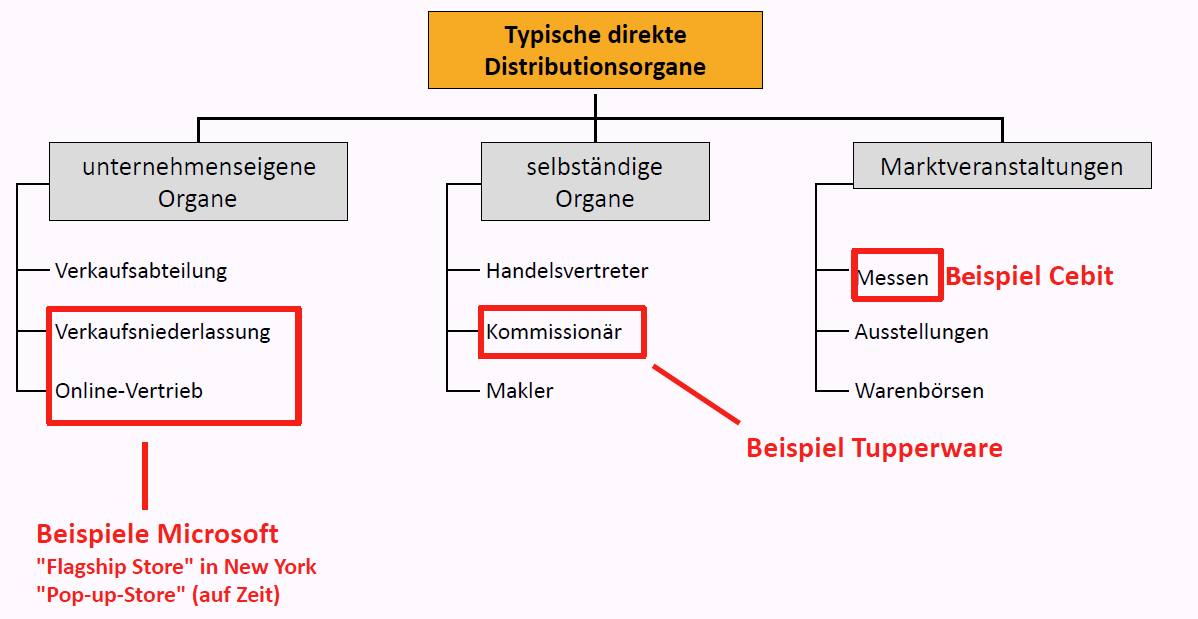 Typische direkte
Distributionsorgane
unternehmenseigene
Organe
selbständige
Organe
Marktveranstaltungen
Verkaufsabteilung
Verkaufsniederlassung
Online-Vertrieb
Handelsvertreter
Kommissionär
Makler
Messen
Beispiel Cebit
Ausstellungen
Warenbörsen
Beispiel Tupperware
Beispiele Microsoft
"Flagship Store" in New York
"Pop-up-Store" (auf Zeit)